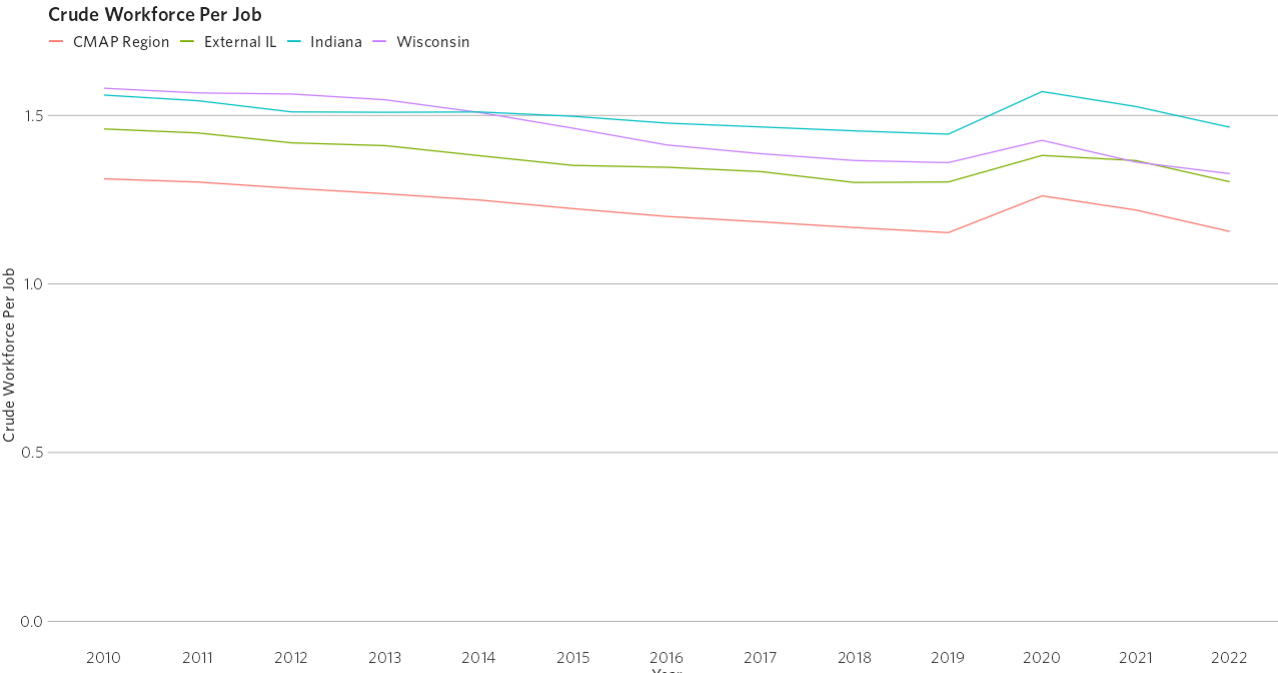 Crude Workforce Per Job
CMAP Region External IL Indiana Wisconsin
Crude Workforce Per Job
1.5
1.0
0.5
0.0
2010 2011 2012 2013 2014 2015 2016 2017 2018 2019 2020 2021 2022
Year